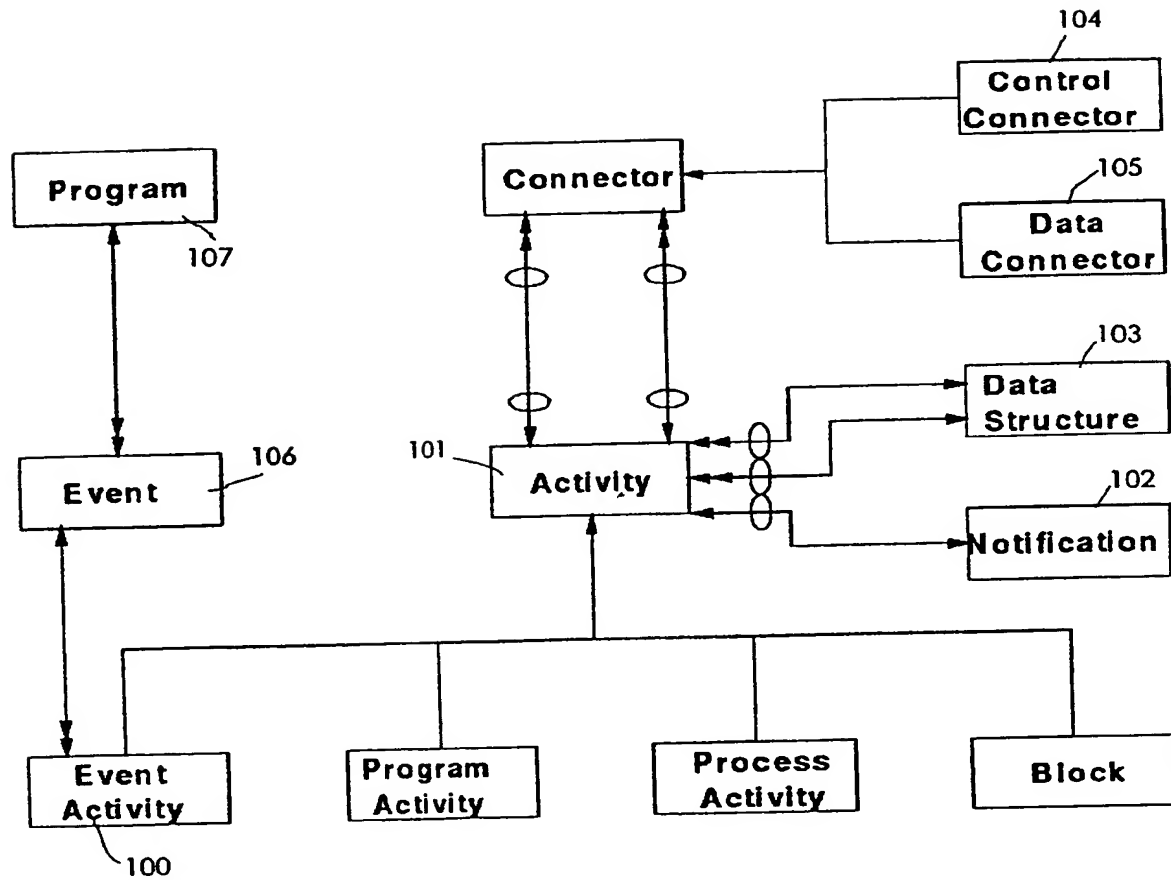 104
Control
Connector
Program
107
Connector
105
Data
Connector
103
Data
Structure
101
Activity
106
Event
102
Notification
Event
Activity
100
Program
Activity
Process
Activity
Block